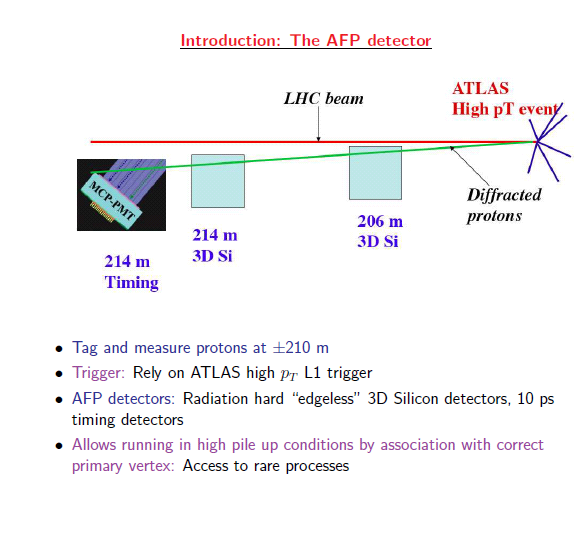 Introduction: The AFP detector
LHC beam
ATLAS
High pT event
Diffracted
protons
MCP-PMT
214 m
3D Si
206 m
3D Si
214 m
Timing
• Tag and measure protons at ±210 m
• Trigger: Rely on ATLAS high pT L1 trigger
• AFP detectors: Radiation hard “edgeless” 3D Silicon detectors, 10 ps
timing detectors
• Allows running in high pile up conditions by association with correct
primary vertex: Access to rare processes